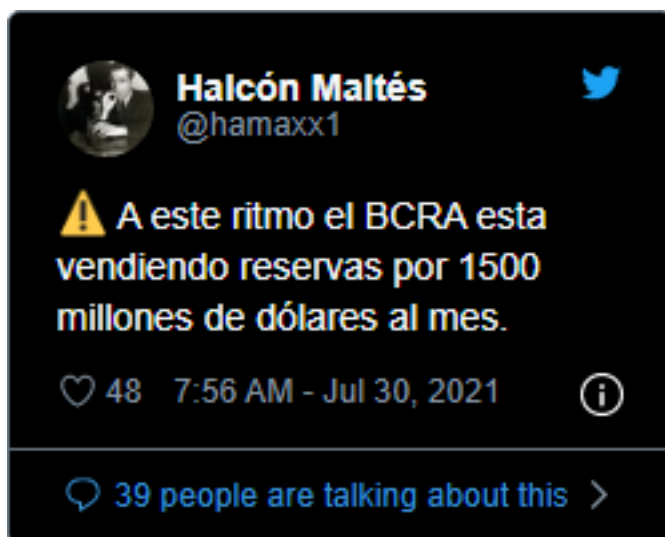 Halcón Maltés
@hamaxx1
⚠️ A este ritmo el BCRA esta
vendiendo reservas por 1500
millones de dólares al mes.
48 7:56 AM - Jul 30, 2021
39 people are talking about this